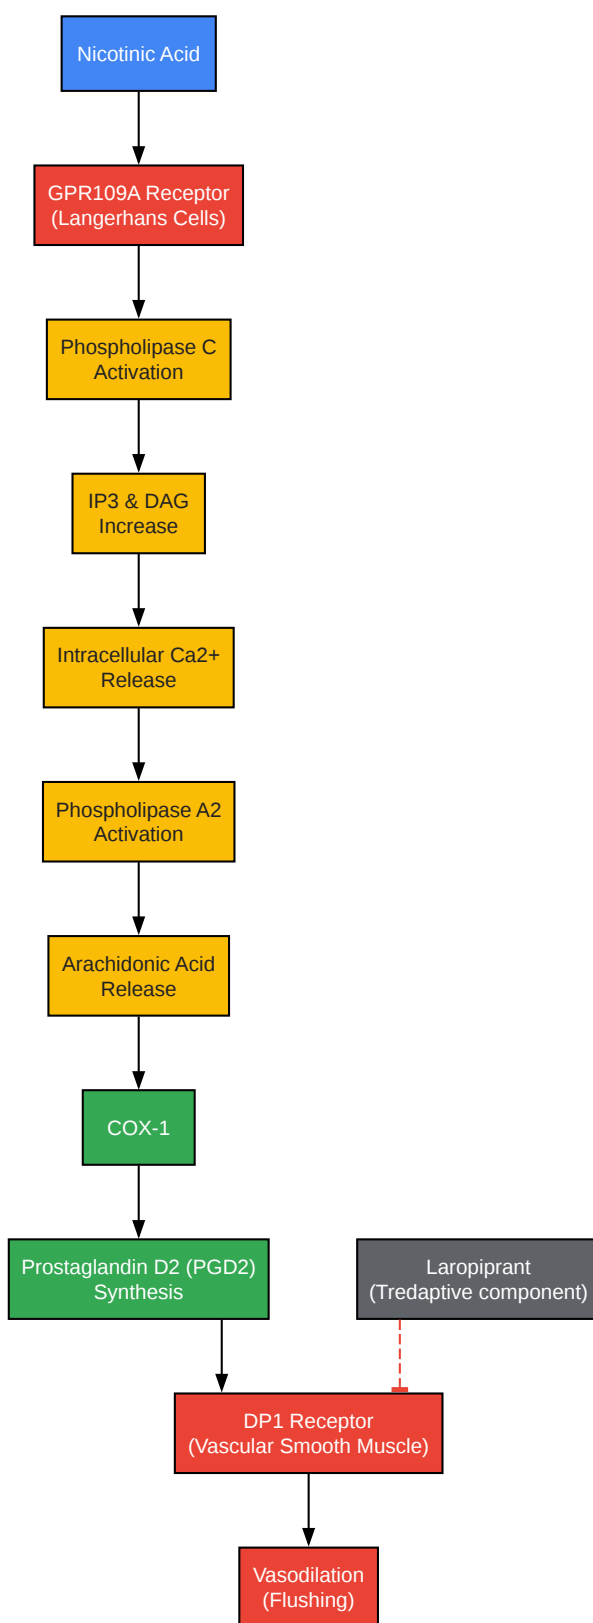 Nicotinic Acid
GPR109A Receptor
(Langerhans Cells)
Phospholipase C
Activation
IP3 & DAG
Increase
Intracellular Ca2+
Release
Phospholipase A2
Activation
Arachidonic Acid
Release
COX-1
Prostaglandin D2 (PGD2)
Synthesis
Laropiprant
(Tredaptive component)
DP1 Receptor
(Vascular Smooth Muscle)
Vasodilation
(Flushing)